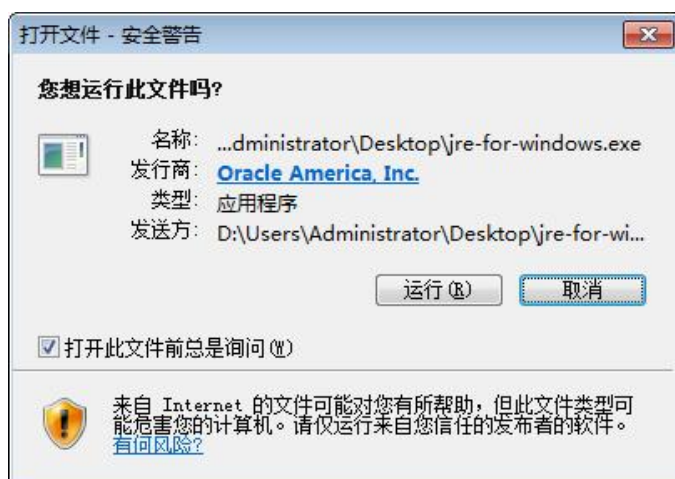 打开文件 - 安全警告
您想运行此文件吗?
名称: ...dministrator\Desktop\jre-for-windows.exe
发行商: Oracle America, Inc.
类型: 应用程序
发送方: D:\Users\Administrator\Desktop\jre-for-wi...
运行(R) 取消
打开此文件前总是询问(W)
来自 Internet 的文件可能对您有所帮助，但此文件类型可
能危害您的计算机。请仅运行来自您信任的发布者的软件。
有何风险?